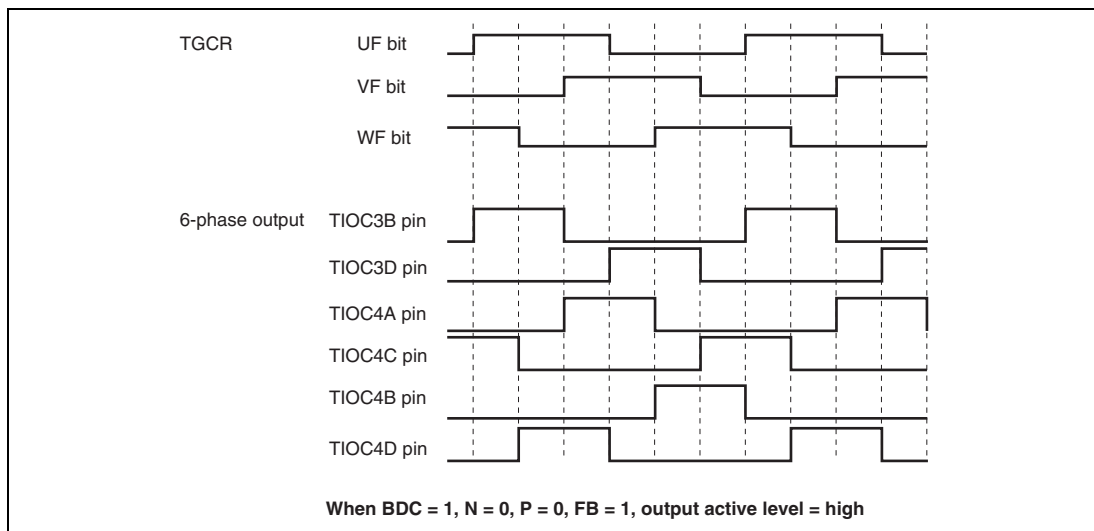 TGCR UF bit
VF bit
WF bit
6-phase output TIOC3B pin
TIOC3D pin
TIOC4A pin
TIOC4C pin
TIOC4B pin
TIOC4D pin
When BDC = 1, N = 0, P = 0, FB = 1, output active level = high